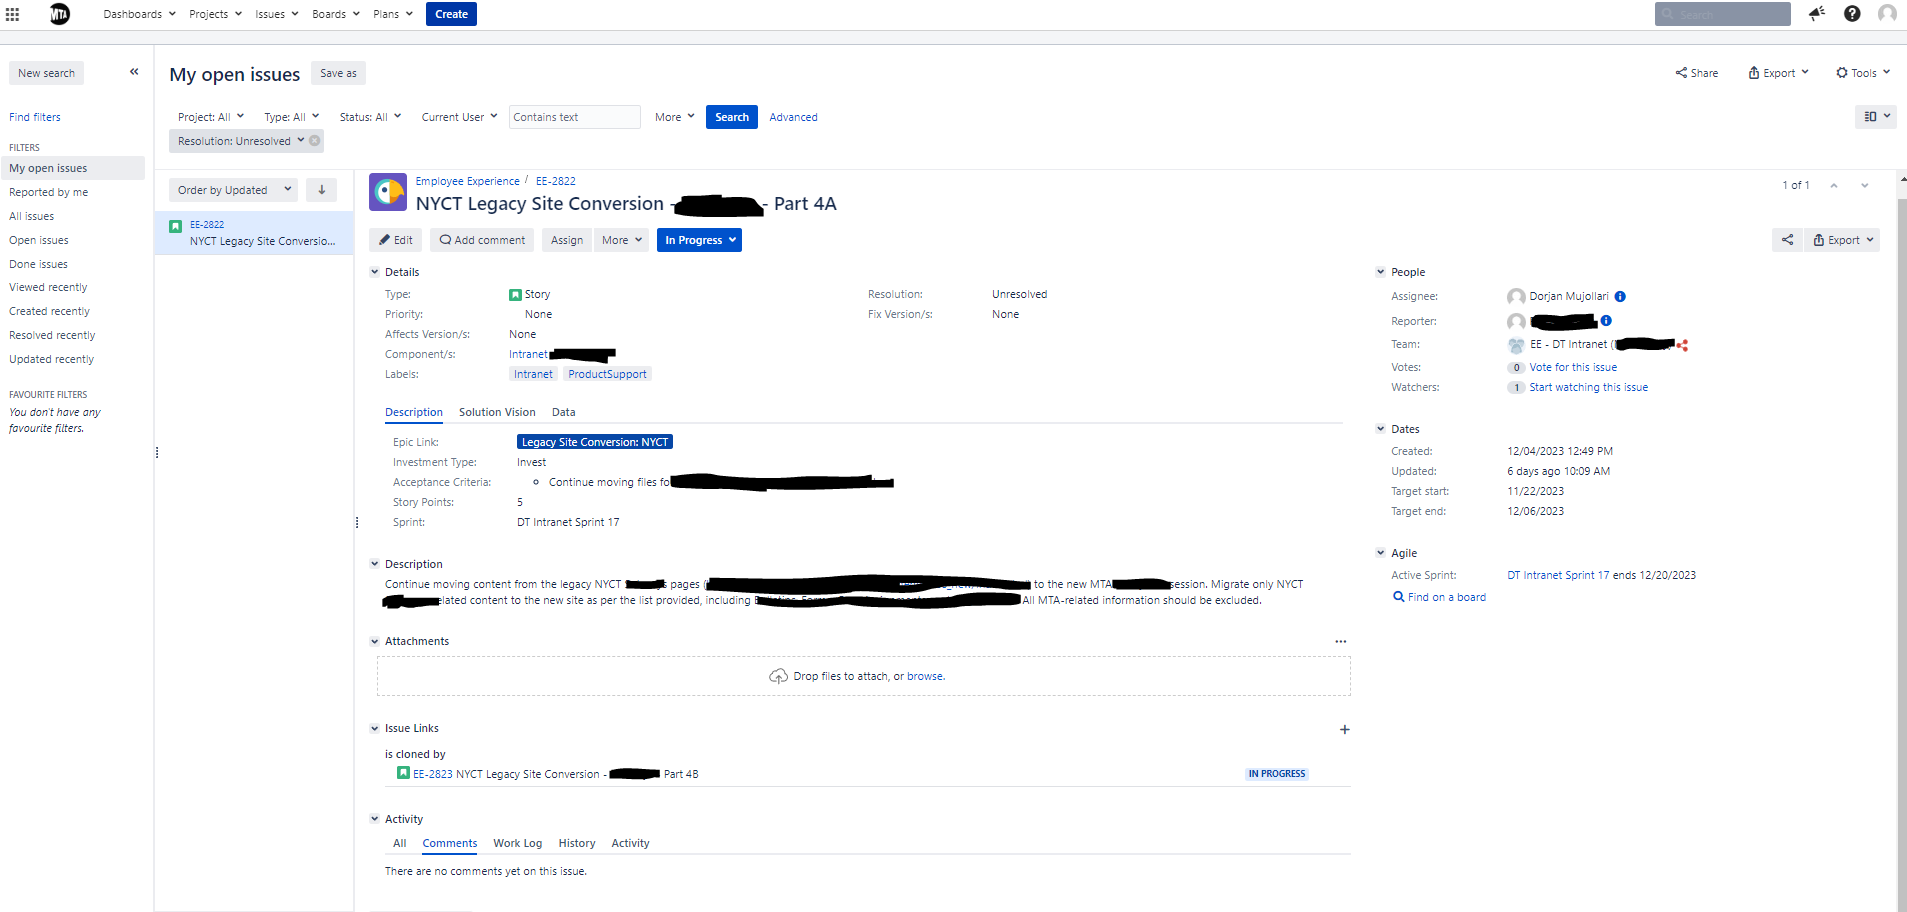 MTA Dashboards Projects Issues Boards Plans Create Search
New search
My open issues Save as
Share Export Tools
Find filters
FILTERS
My open issues
Reported by me
All issues
Open issues
Done issues
Viewed recently
Created recently
Resolved recently
Updated recently
FAVOURITE FILTERS
You don't have any
favourite filters.
Project: All Type: All Status: All Current User Contains text More Search Advanced
Resolution: Unresolved
Order by Updated
EE-2822
NYCT Legacy Site Conversio...
Employee Experience / EE-2822
NYCT Legacy Site Conversion - - Part 4A
1 of 1
Edit Add comment Assign More In Progress
Export
Details
Type: Story
Priority: None
Affects Version/s: None
Component/s: Intranet
Labels: Intranet ProductSupport
Resolution: Unresolved
Fix Version/s: None
Description Solution Vision Data
Epic Link: Legacy Site Conversion: NYCT
Investment Type: Invest
Acceptance Criteria: Continue moving files fo
Story Points: 5
Sprint: DT Intranet Sprint 17
Description
Continue moving content from the legacy NYCT pages ( to the new MTA session. Migrate only NYCT
elated content to the new site as per the list provided, including All MTA-related information should be excluded.
Attachments
Drop files to attach, or browse.
Issue Links
is cloned by
EE-2823 NYCT Legacy Site Conversion - Part 4B IN PROGRESS
Activity
All Comments Work Log History Activity
There are no comments yet on this issue.
People
Assignee: Dorjan Mujollari
Reporter:
Team: EE - DT Intranet (
Votes: 0 Vote for this issue
Watchers: 1 Start watching this issue
Dates
Created: 12/04/2023 12:49 PM
Updated: 6 days ago 10:09 AM
Target start: 11/22/2023
Target end: 12/06/2023
Agile
Active Sprint: DT Intranet Sprint 17 ends 12/20/2023
Find on a board